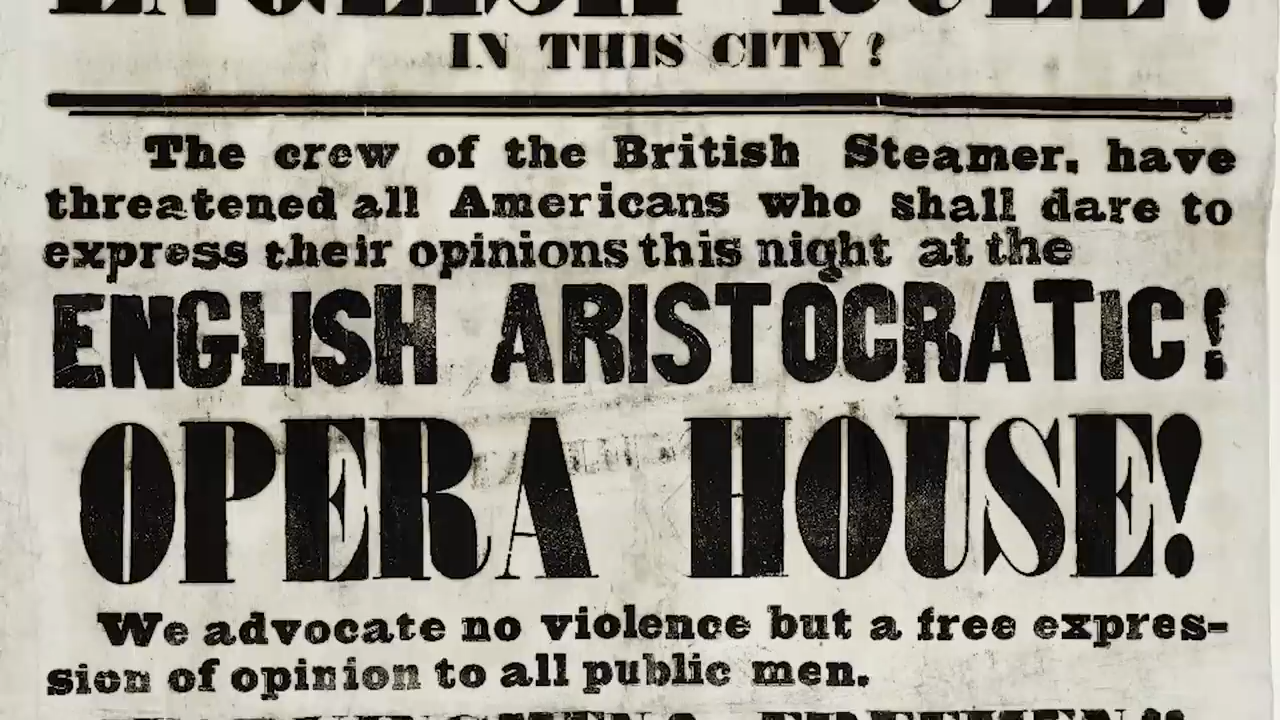 ENGLISH RULE!
IN THIS CITY?
The crew of the British Steamer, have
threatened all Americans who shall dare to
express their opinions this night at the
ENGLISH ARISTOCRATIC!
OPERA HOUSE!
We advocate no violence but a free expres-
sion of opinion to all public men.